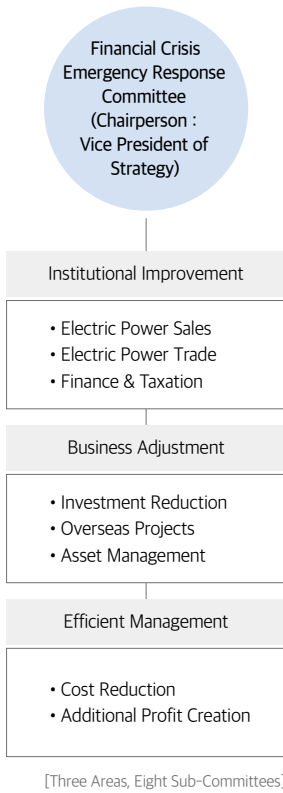 Financial Crisis
Emergency Response
Committee
(Chairperson :
Vice President of
Strategy)
Institutional Improvement
• Electric Power Sales
• Electric Power Trade
• Finance & Taxation
Business Adjustment
• Investment Reduction
• Overseas Projects
• Asset Management
Efficient Management
• Cost Reduction
• Additional Profit Creation
[Three Areas, Eight Sub-Committees]